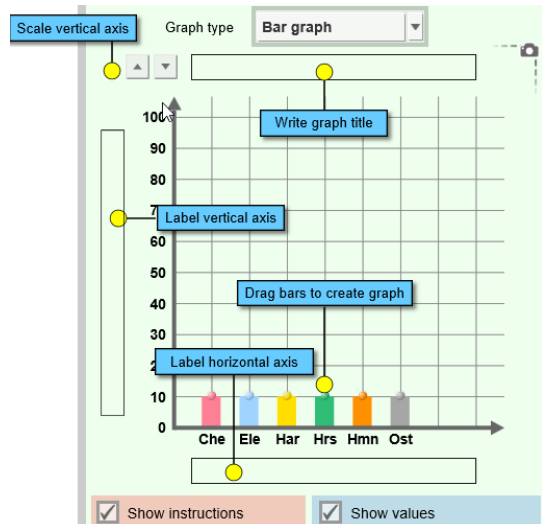 Scale vertical axis
Graph type
Bar graph
Write graph title
100
90
80
Label vertical axis
60
50
40
Drag bars to create graph
30
Label horizontal axis
10
0
Che Ele Har Hrs Hmn Ost
Show instructions
Show values